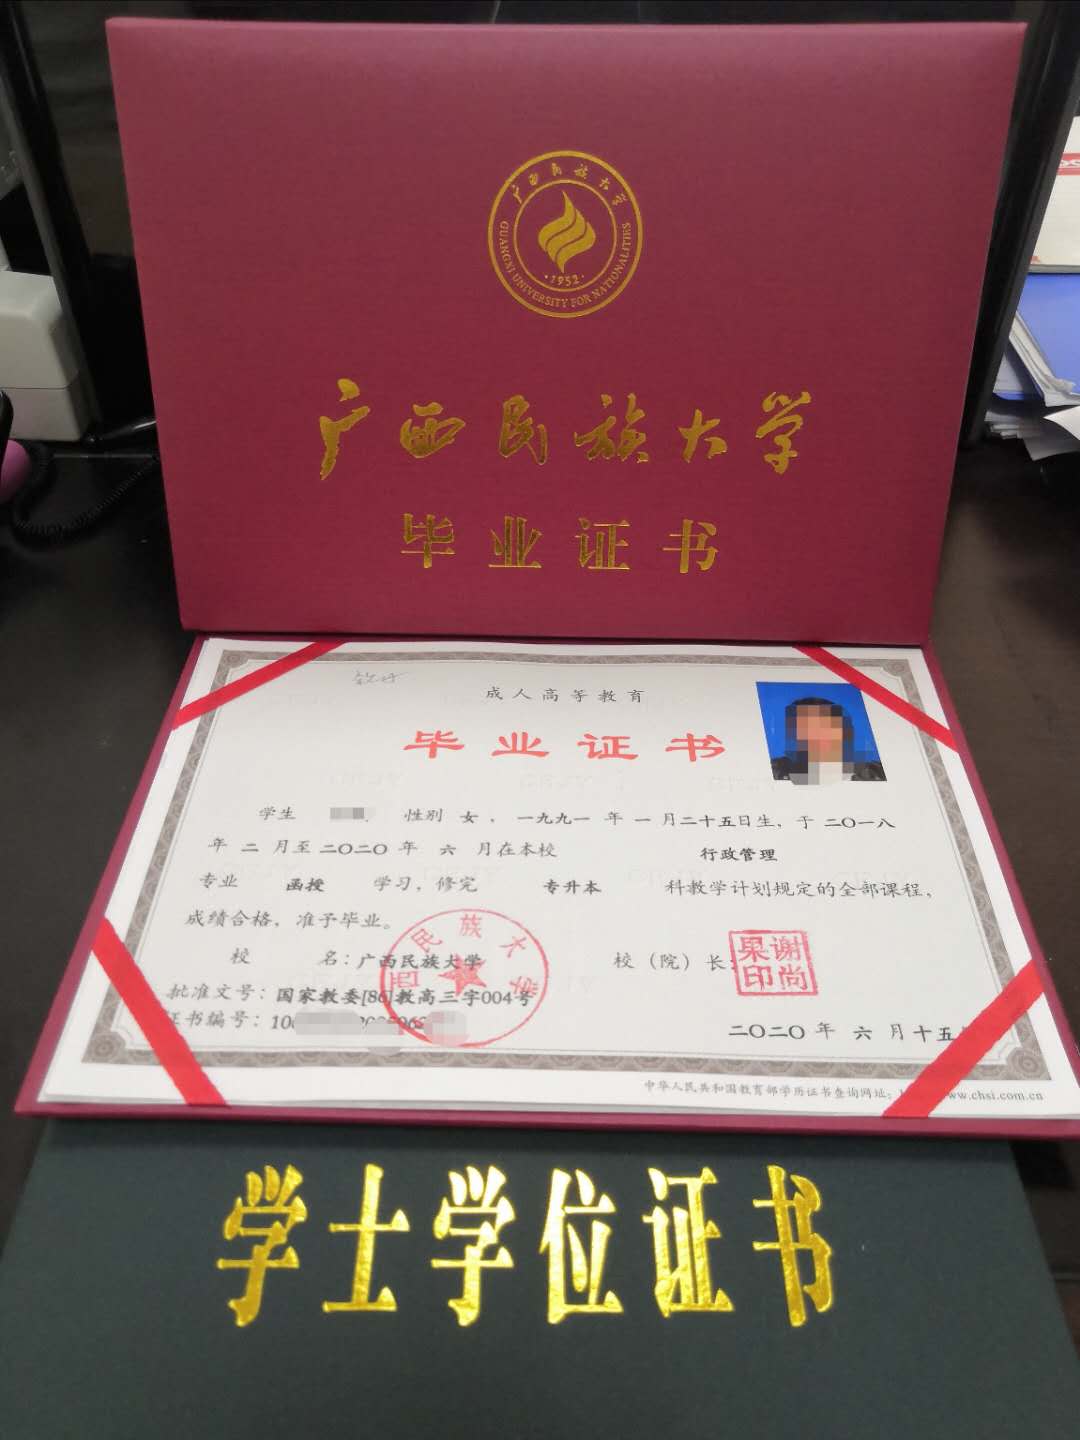 广西民族大学
GUANGXI UNIVERSITY FOR NATIONALITIES
·1952·
广西民族大学
毕业证书
成人高等教育
毕业证书
学生 性别 女，一九九一年一月二十五日生，于二〇一八
年二月至二〇二〇年六月在本校 行政管理
专业 函授 学习，修完 专升本 科教学计划规定的全部课程，
成绩合格，准予毕业。
校名：广西民族大学 校（院）长：
谢尚果印
西民族大学
批准文号：国家教委[86]教高三字004号
证书编号：10
二〇二〇年六月十五
中华人民共和国教育部学历证书查询网址： www.chsi.com.cn
学士学位证书